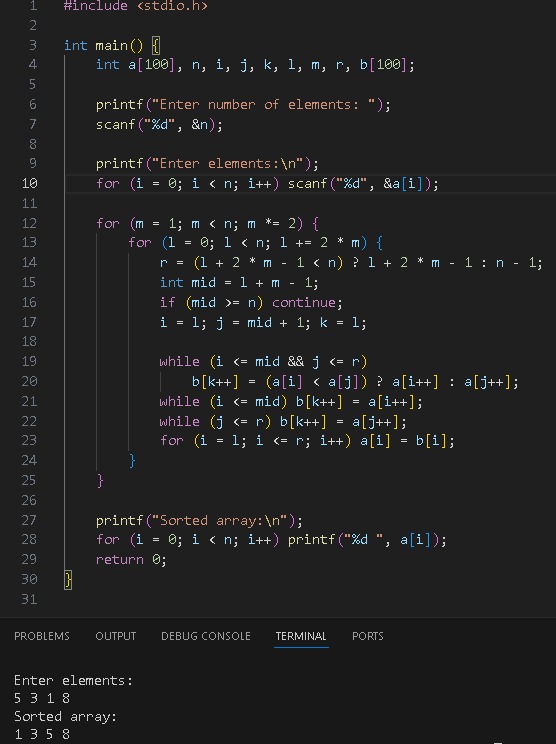 1 #include <stdio.h>
2
3 int main() {
4     int a[100], n, i, j, k, l, m, r, b[100];
5
6     printf("Enter number of elements: ");
7     scanf("%d", &n);
8
9     printf("Enter elements:\n");
10     for (i = 0; i < n; i++) scanf("%d", &a[i]);
11
12     for (m = 1; m < n; m *= 2) {
13         for (l = 0; l < n; l += 2 * m) {
14             r = (l + 2 * m - 1 < n) ? l + 2 * m - 1 : n - 1;
15             int mid = l + m - 1;
16             if (mid >= n) continue;
17             i = l; j = mid + 1; k = l;
18
19             while (i <= mid && j <= r)
20                 b[k++] = (a[i] < a[j]) ? a[i++] : a[j++];
21             while (i <= mid) b[k++] = a[i++];
22             while (j <= r) b[k++] = a[j++];
23             for (i = l; i <= r; i++) a[i] = b[i];
24         }
25     }
26
27     printf("Sorted array:\n");
28     for (i = 0; i < n; i++) printf("%d ", a[i]);
29     return 0;
30 }
31
PROBLEMS OUTPUT DEBUG CONSOLE TERMINAL PORTS
Enter elements:
5 3 1 8
Sorted array:
1 3 5 8